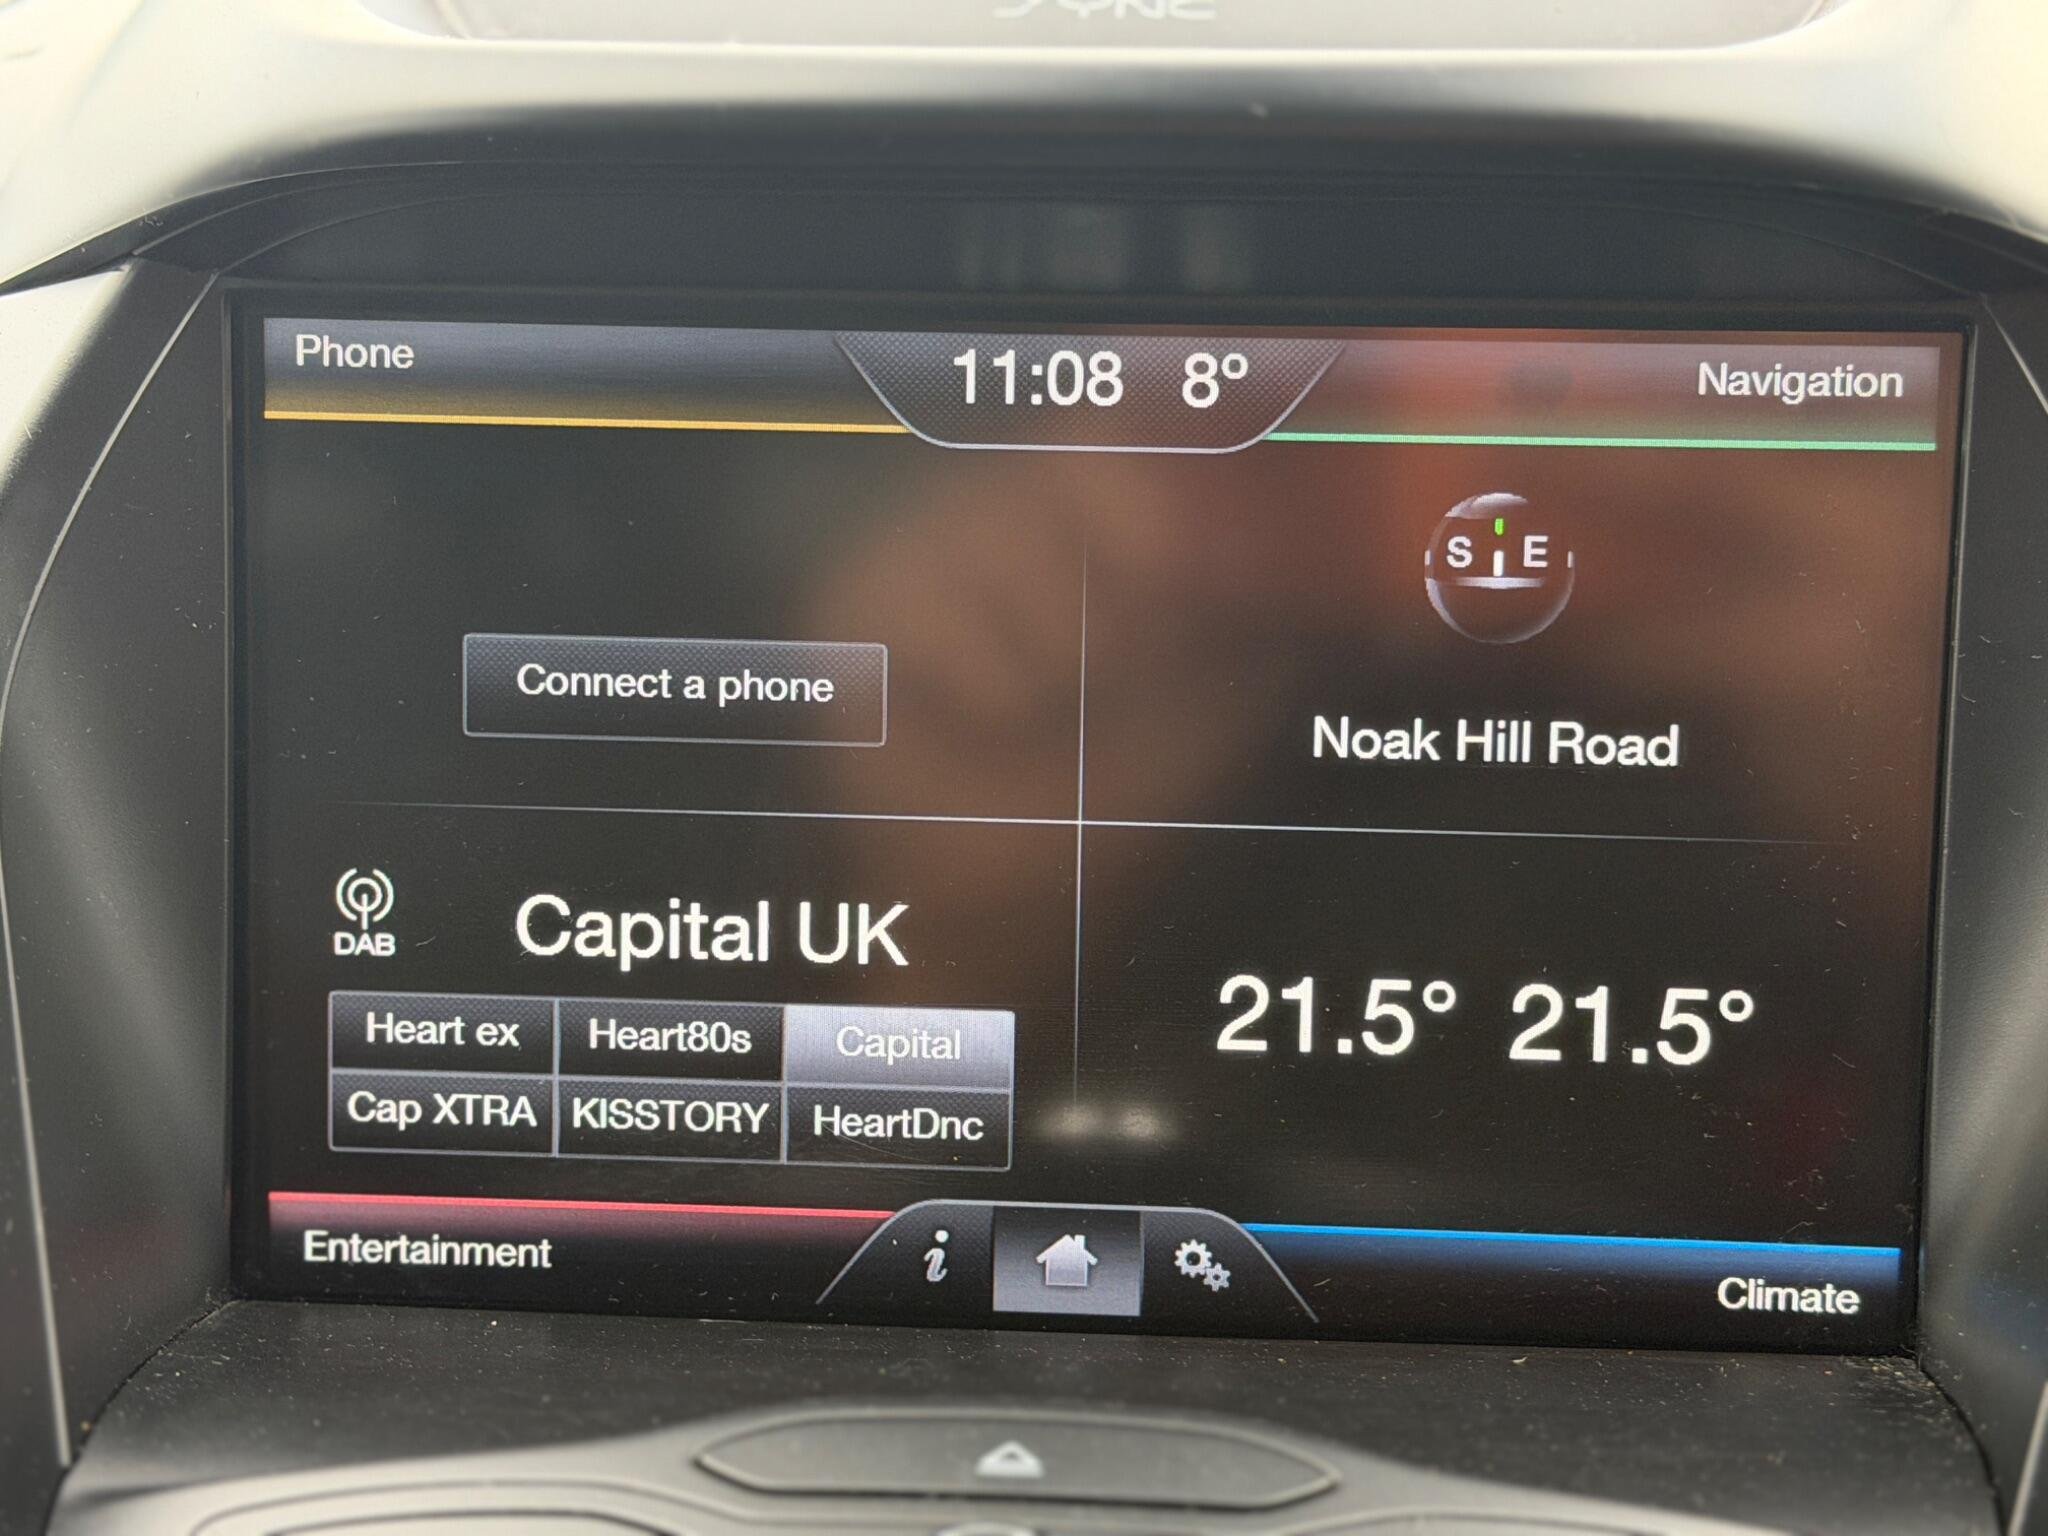 Phone
11:08 8°
Navigation
S E
Connect a phone
Noak Hill Road
DAB
Capital UK
21.5° 21.5°
Heart ex Heart80s Capital
Cap XTRA KISSTORY HeartDnc
Entertainment
i
Climate